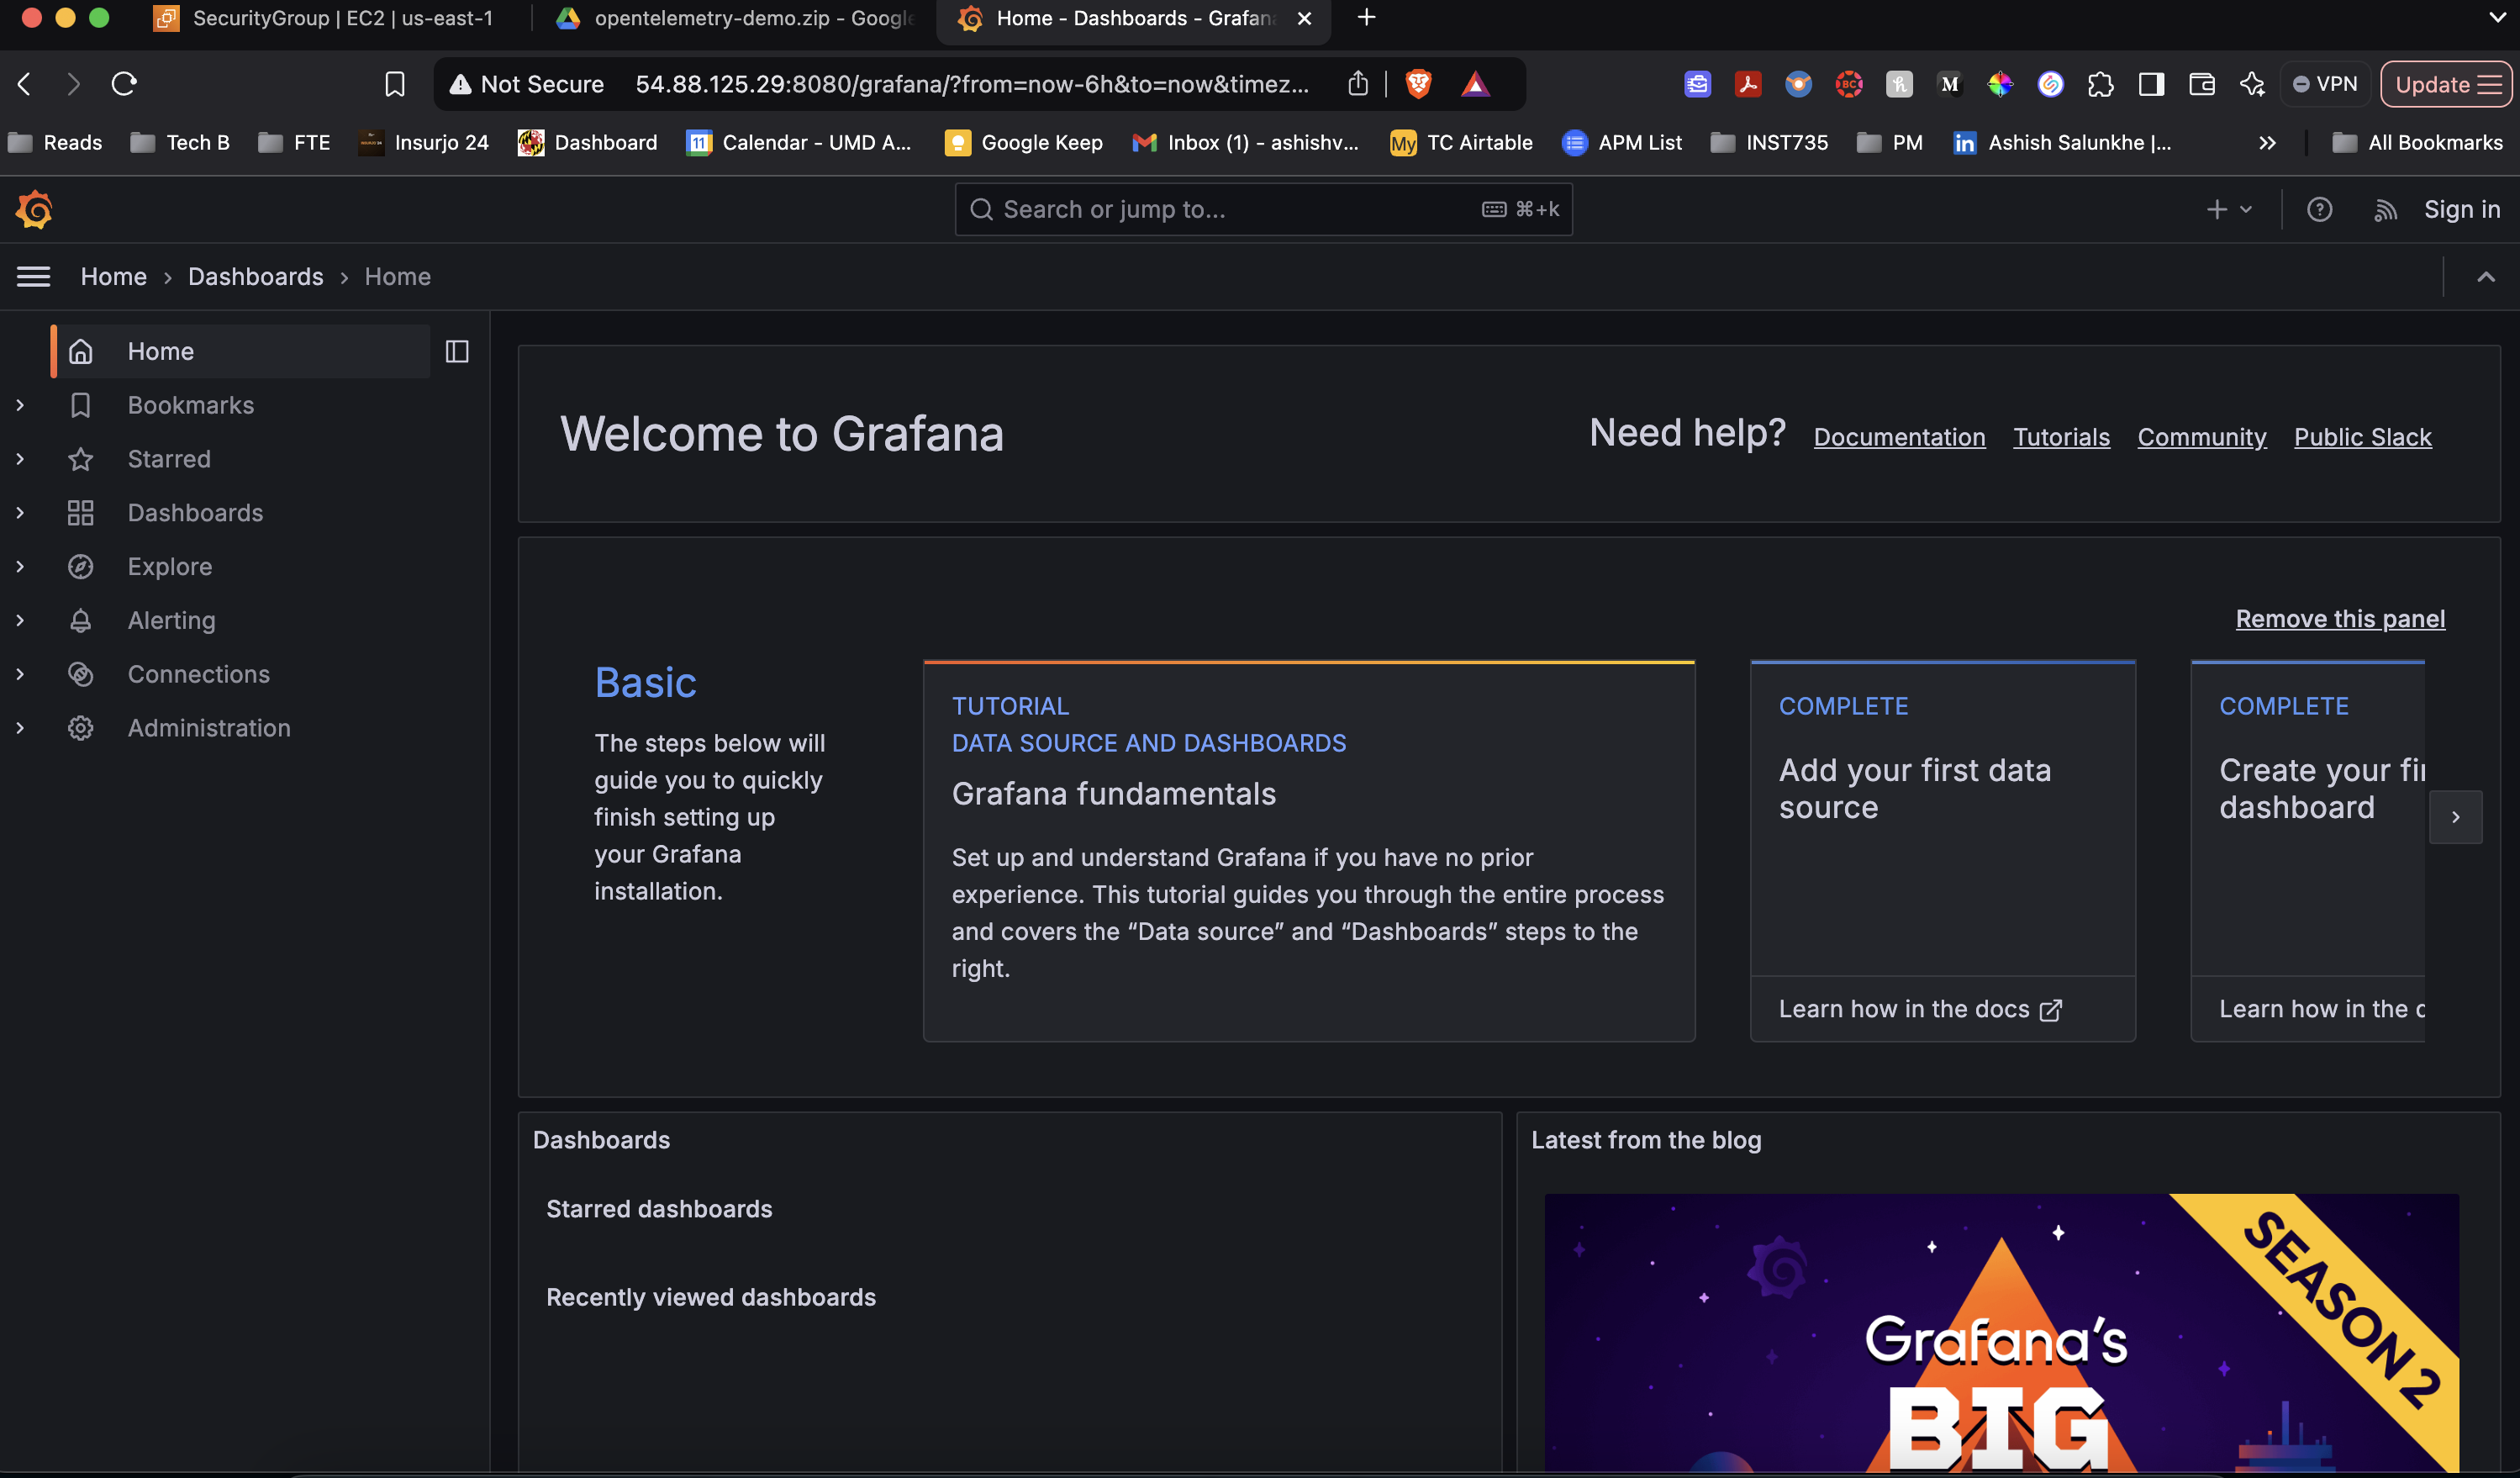 SecurityGroup | EC2 | us-east-1
opentelemetry-demo.zip - Google
Home - Dashboards - Grafana
Not Secure 54.88.125.29:8080/grafana/?from=now-6h&to=now&timez...
VPN
Update
Reads
Tech B
FTE
Insurjo 24
Dashboard
Calendar - UMD A...
Google Keep
Inbox (1) - ashishv...
My TC Airtable
APM List
INST735
PM
in Ashish Salunkhe |...
All Bookmarks
Search or jump to...
⌘+k
Sign in
Home › Dashboards › Home
Home
Bookmarks
Starred
Dashboards
Explore
Alerting
Connections
Administration
Welcome to Grafana
Need help? Documentation Tutorials Community Public Slack
Remove this panel
Basic
The steps below will
guide you to quickly
finish setting up
your Grafana
installation.
TUTORIAL
DATA SOURCE AND DASHBOARDS
Grafana fundamentals
Set up and understand Grafana if you have no prior
experience. This tutorial guides you through the entire process
and covers the “Data source” and “Dashboards” steps to the
right.
COMPLETE
Add your first data
source
Learn how in the docs
COMPLETE
Create your fir
dashboard
Learn how in the
Dashboards
Starred dashboards
Recently viewed dashboards
Latest from the blog
SEASON 2
Grafana's
BIG